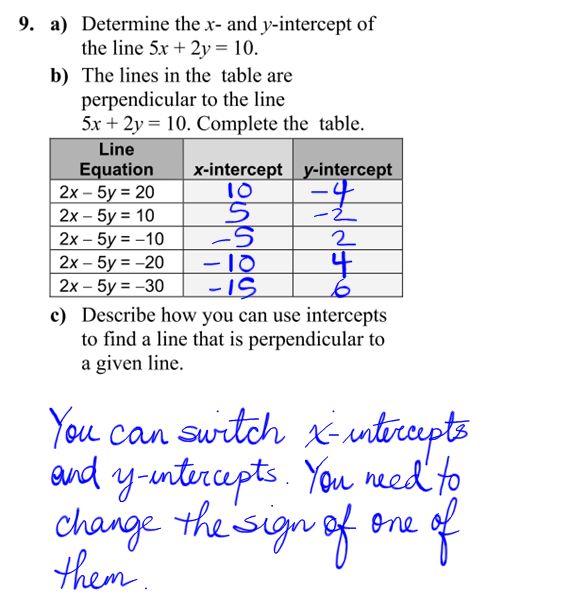 9. a) Determine the x- and y-intercept of
the line 5x + 2y = 10.
b) The lines in the table are
perpendicular to the line
5x + 2y = 10. Complete the table.
Line
Equation x-intercept y-intercept
2x – 5y = 20 10 -4
2x – 5y = 10 5 -2
2x – 5y = –10 -5 2
2x – 5y = –20 -10 4
2x – 5y = –30 -15 6
c) Describe how you can use intercepts
to find a line that is perpendicular to
a given line.
You can switch x-intercepts
and y-intercepts. You need to
change the sign of one of
them.